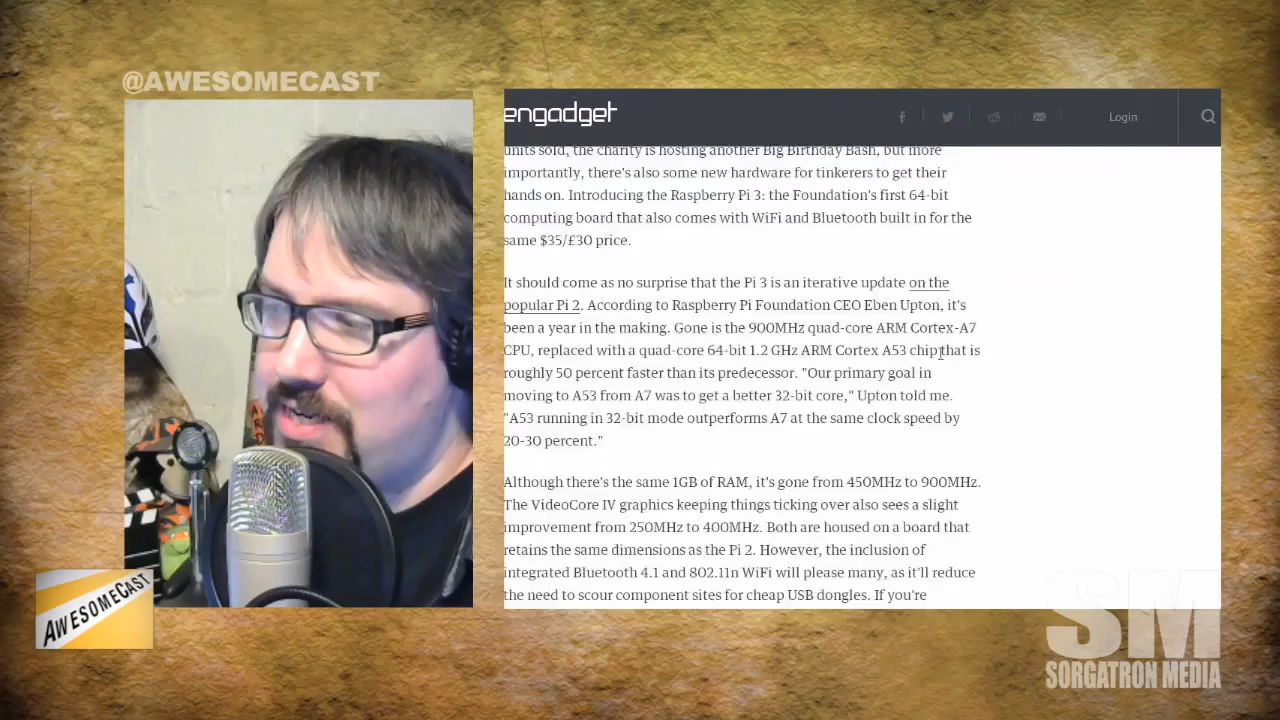 @AWESOMECAST
engadget
Login
units sold, the charity is hosting another Big Birthday Bash, but more
importantly, there's also some new hardware for tinkerers to get their
hands on. Introducing the Raspberry Pi 3: the Foundation's first 64-bit
computing board that also comes with WiFi and Bluetooth built in for the
same $35/£30 price.
It should come as no surprise that the Pi 3 is an iterative update on the
popular Pi 2. According to Raspberry Pi Foundation CEO Eben Upton, it's
been a year in the making. Gone is the 900MHz quad-core ARM Cortex-A7
CPU, replaced with a quad-core 64-bit 1.2 GHz ARM Cortex A53 chip that is
roughly 50 percent faster than its predecessor. "Our primary goal in
moving to A53 from A7 was to get a better 32-bit core," Upton told me.
"A53 running in 32-bit mode outperforms A7 at the same clock speed by
20-30 percent."
Although there's the same 1GB of RAM, it's gone from 450MHz to 900MHz.
The VideoCore IV graphics keeping things ticking over also sees a slight
improvement from 250MHz to 400MHz. Both are housed on a board that
retains the same dimensions as the Pi 2. However, the inclusion of
integrated Bluetooth 4.1 and 802.11n WiFi will please many, as it'll reduce
the need to scour component sites for cheap USB dongles. If you're
AWESOMECAST
SM
SORGATRON MEDIA